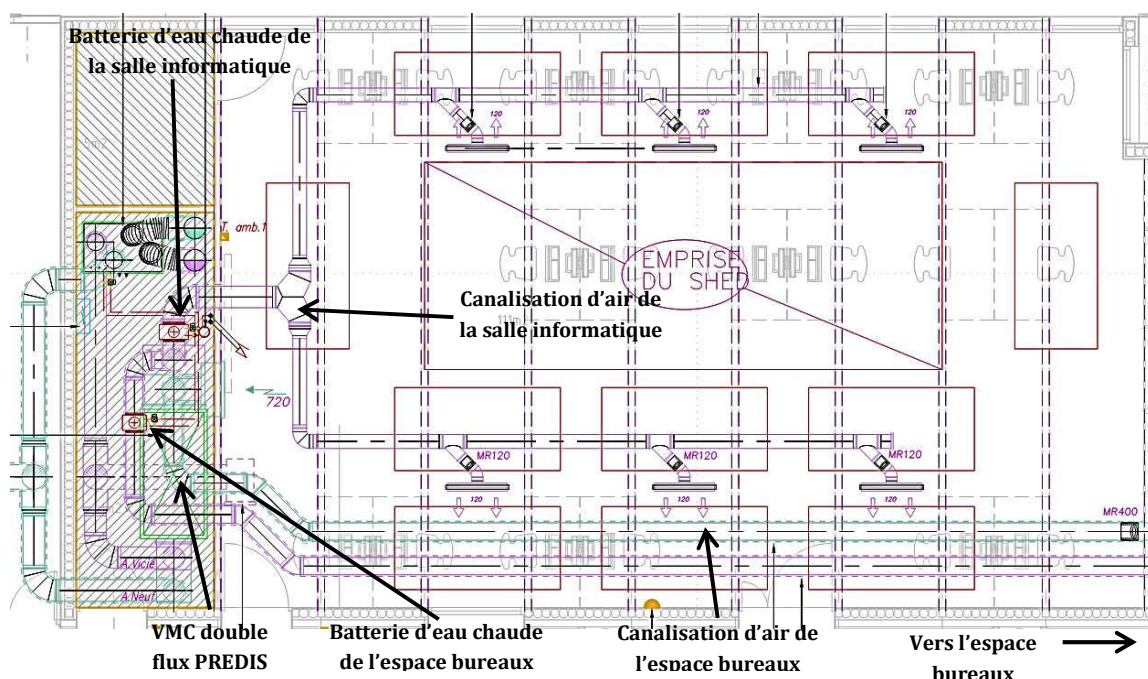 Batterie d'eau chaude de
la salle informatique
120
120
120
T. amb.1
EMPRISE
DU SHED
Canalisation d'air de
la salle informatique
720
MR120
MR120
MR120
120
120
120
MR400
A.Vicié
A.Neuf
VMC double
flux PREDIS
Batterie d'eau chaude
de l'espace bureaux
Canalisation d'air de
l'espace bureaux
Vers l'espace
bureaux